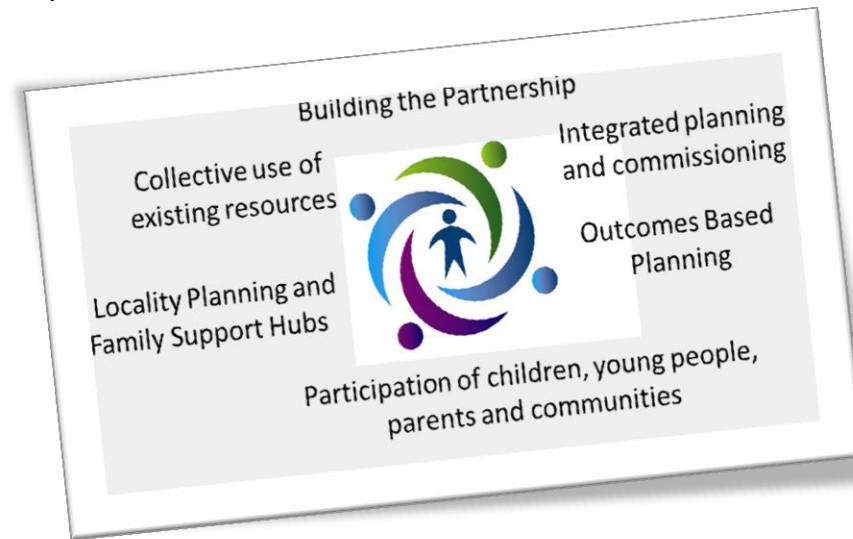 Building the Partnership
Collective use of
existing resources
Integrated planning
and commissioning
Locality Planning and
Family Support Hubs
Outcomes Based
Planning
Participation of children, young people,
parents and communities